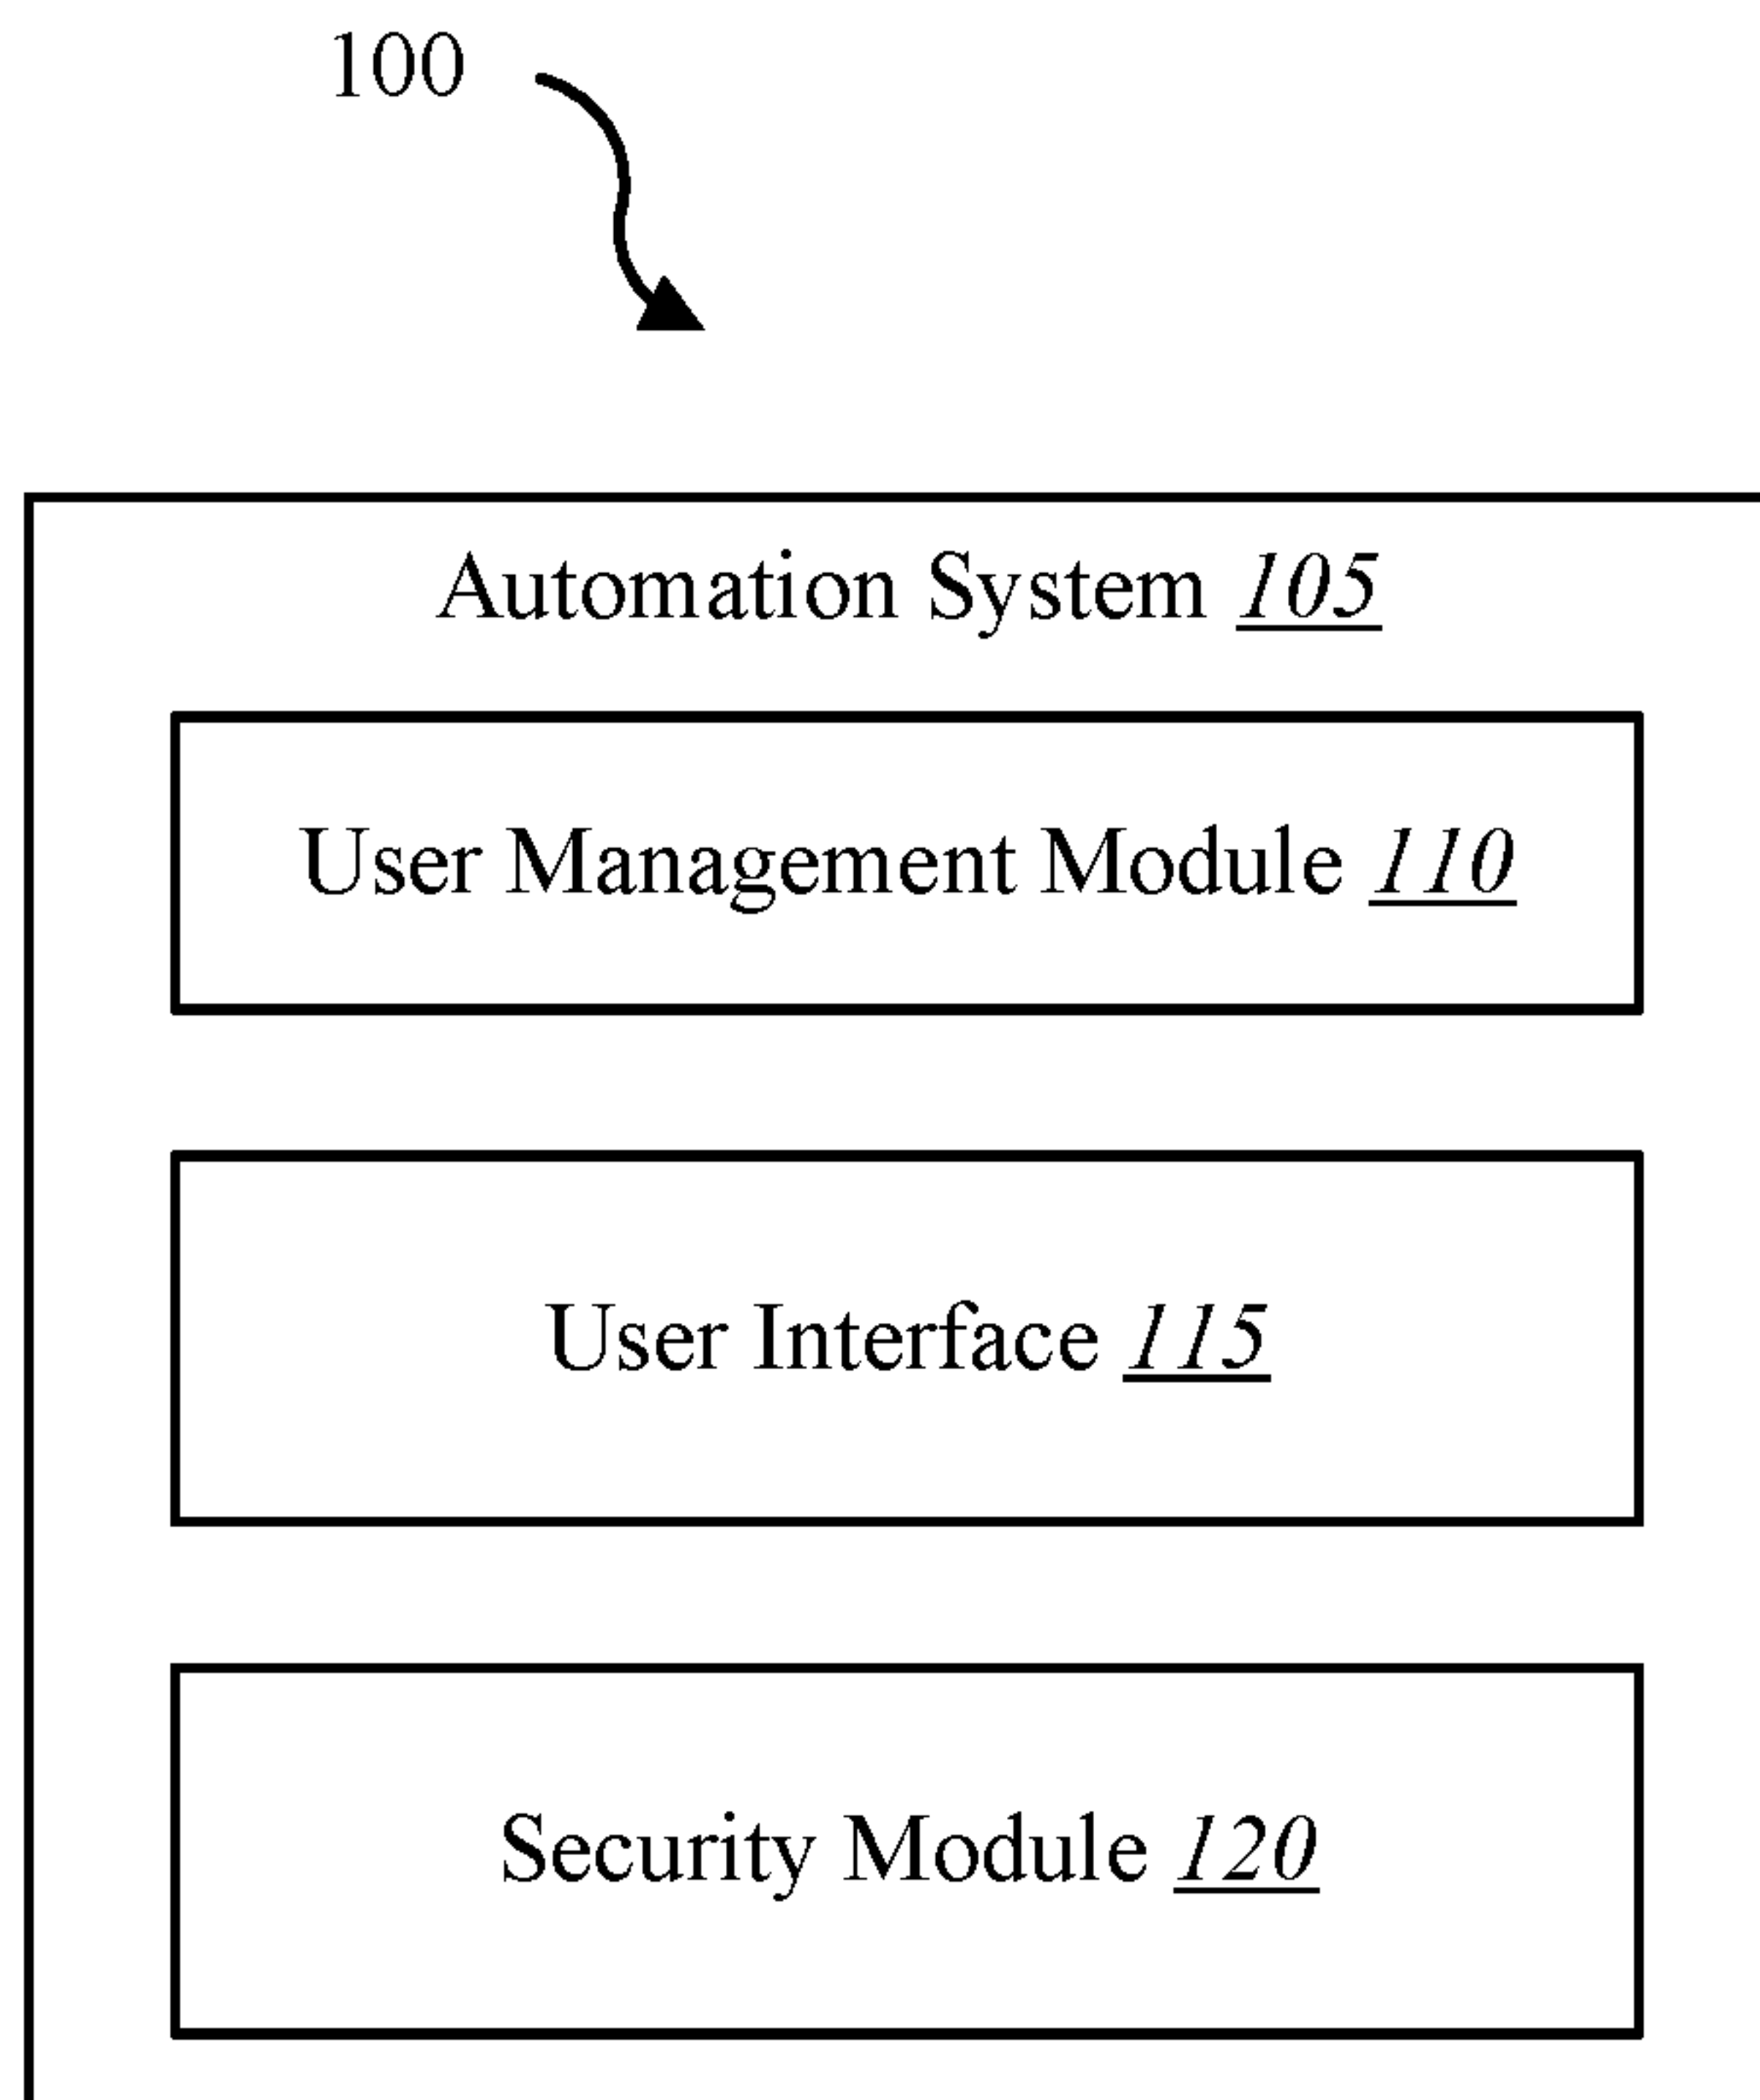 100
Automation System 105
User Management Module 110
User Interface 115
Security Module 120